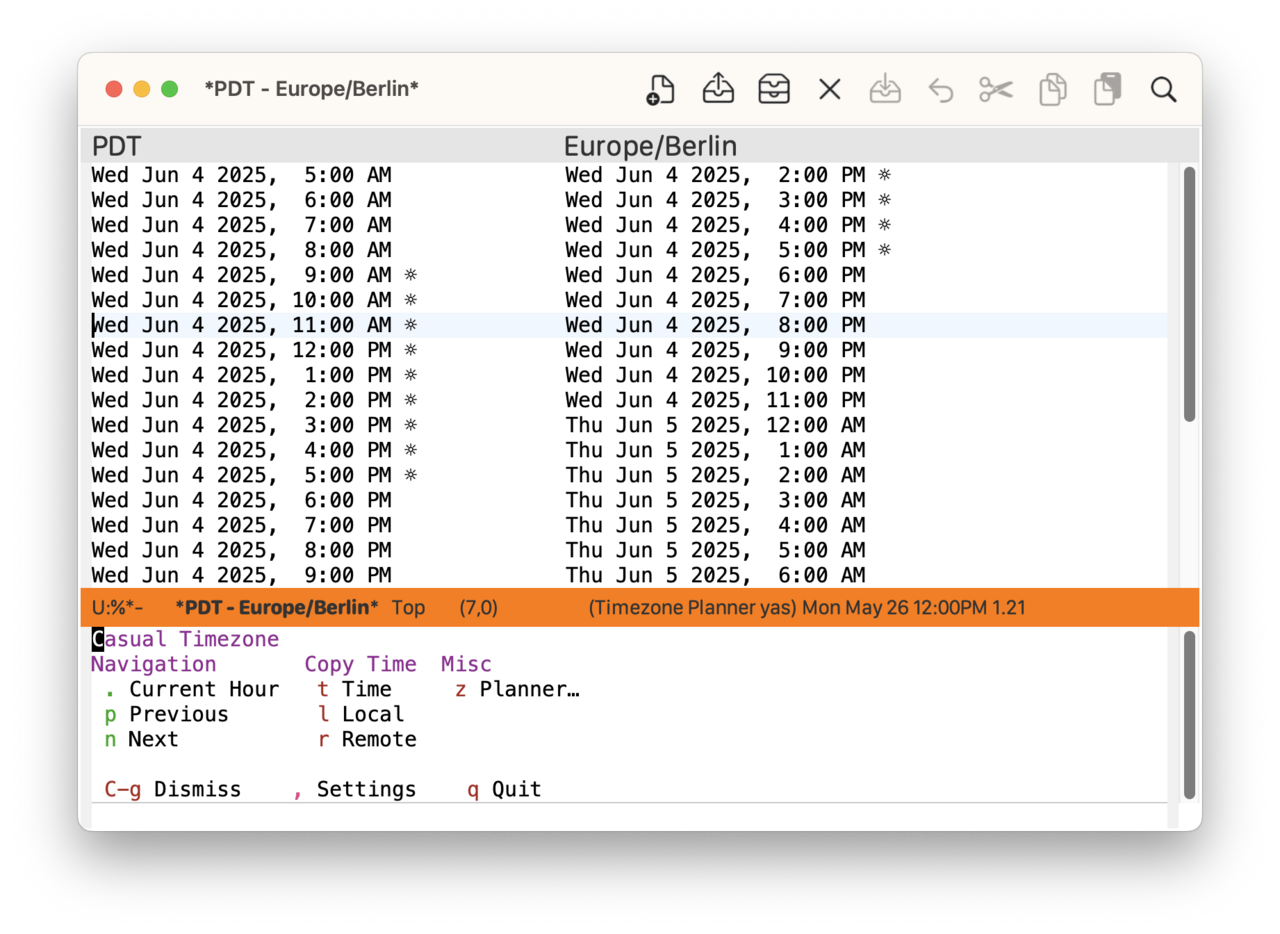 *PDT - Europe/Berlin*
PDT Europe/Berlin
Wed Jun 4 2025,  5:00 AM Wed Jun 4 2025,  2:00 PM ☼
Wed Jun 4 2025,  6:00 AM Wed Jun 4 2025,  3:00 PM ☼
Wed Jun 4 2025,  7:00 AM Wed Jun 4 2025,  4:00 PM ☼
Wed Jun 4 2025,  8:00 AM Wed Jun 4 2025,  5:00 PM ☼
Wed Jun 4 2025,  9:00 AM ☼ Wed Jun 4 2025,  6:00 PM
Wed Jun 4 2025, 10:00 AM ☼ Wed Jun 4 2025,  7:00 PM
Wed Jun 4 2025, 11:00 AM ☼ Wed Jun 4 2025,  8:00 PM
Wed Jun 4 2025, 12:00 PM ☼ Wed Jun 4 2025,  9:00 PM
Wed Jun 4 2025,  1:00 PM ☼ Wed Jun 4 2025, 10:00 PM
Wed Jun 4 2025,  2:00 PM ☼ Wed Jun 4 2025, 11:00 PM
Wed Jun 4 2025,  3:00 PM ☼ Thu Jun 5 2025, 12:00 AM
Wed Jun 4 2025,  4:00 PM ☼ Thu Jun 5 2025,  1:00 AM
Wed Jun 4 2025,  5:00 PM ☼ Thu Jun 5 2025,  2:00 AM
Wed Jun 4 2025,  6:00 PM Thu Jun 5 2025,  3:00 AM
Wed Jun 4 2025,  7:00 PM Thu Jun 5 2025,  4:00 AM
Wed Jun 4 2025,  8:00 PM Thu Jun 5 2025,  5:00 AM
Wed Jun 4 2025,  9:00 PM Thu Jun 5 2025,  6:00 AM
U:%*- *PDT - Europe/Berlin* Top (7,0) (Timezone Planner yas) Mon May 26 12:00PM 1.21
Casual Timezone
Navigation Copy Time Misc
. Current Hour t Time z Planner…
p Previous l Local
n Next r Remote
C-g Dismiss , Settings q Quit